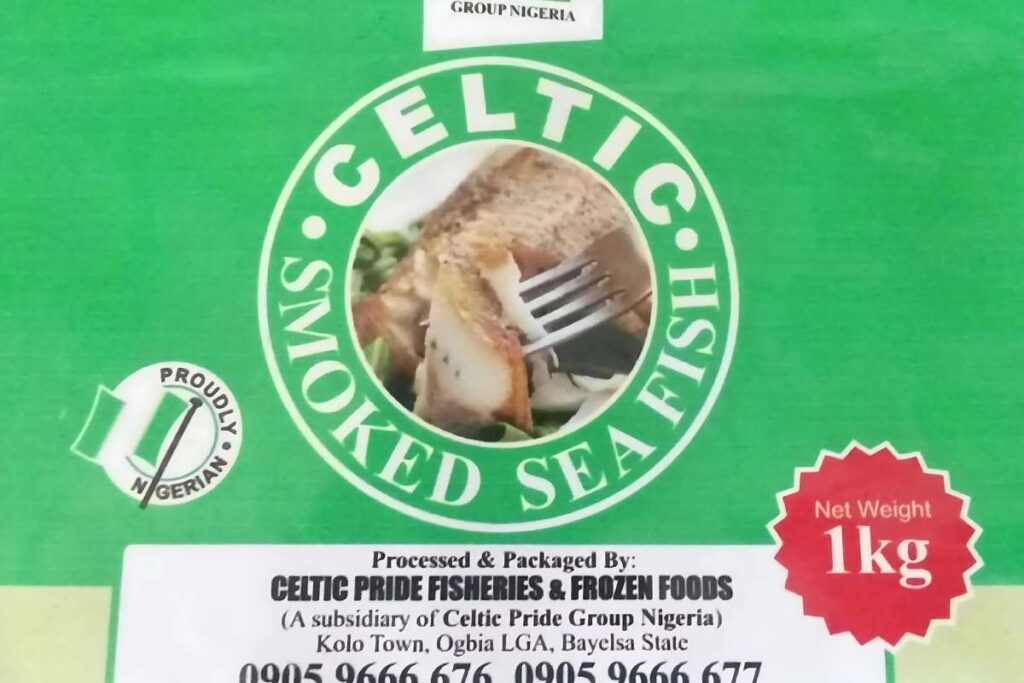 GROUP NIGERIA
• CELTIC •
SMOKED SEA FISH
PROUDLY •
NIGERIAN
Net Weight
1kg
Processed & Packaged By:
CELTIC PRIDE FISHERIES & FROZEN FOODS
(A subsidiary of Celtic Pride Group Nigeria)
Kolo Town, Ogbia LGA, Bayelsa State
0905 9666 676, 0905 9666 677